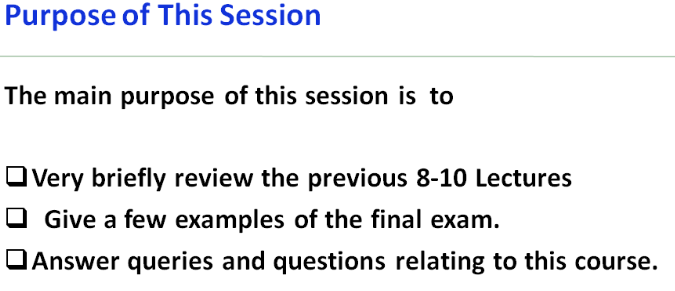 Purpose of This Session
The main purpose of this session is to
❑Very briefly review the previous 8-10 Lectures
❑ Give a few examples of the final exam.
❑Answer queries and questions relating to this course.